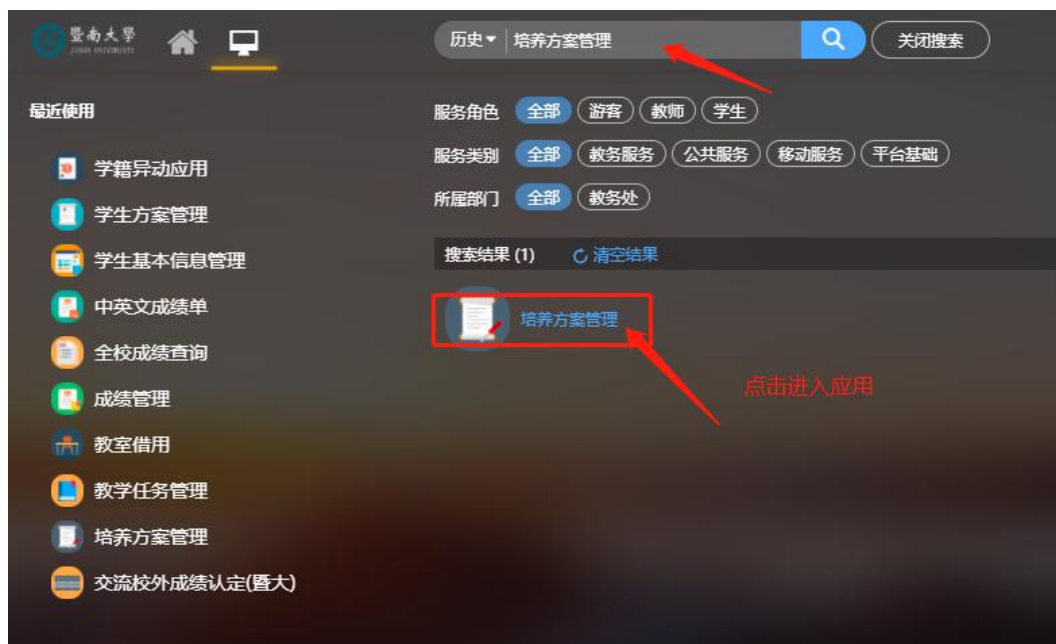 暨南大學
JINAN UNIVERSITY
历史 培养方案管理
关闭搜索
最近使用
学籍异动应用
学生方案管理
学生基本信息管理
中英文成绩单
全校成绩查询
成绩管理
教室借用
教学任务管理
培养方案管理
交流校外成绩认定(暨大)
服务角色 全部 游客 教师 学生
服务类别 全部 教务服务 公共服务 移动服务 平台基础
所属部门 全部 教务处
搜索结果 (1) 清空结果
培养方案管理
点击进入应用